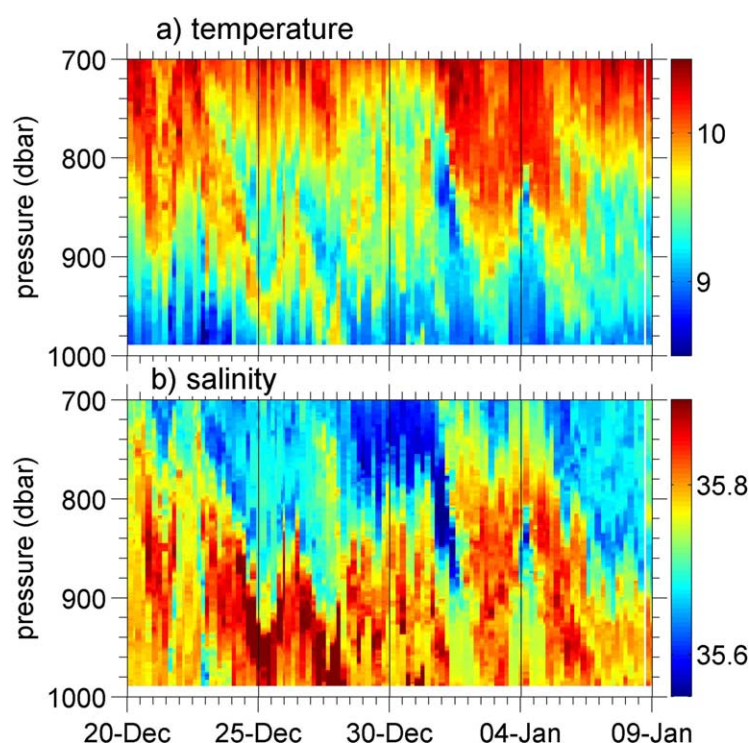 a) temperature
700
800
900
1000
pressure (dbar)
10
9
b) salinity
700
800
900
1000
pressure (dbar)
35.8
35.6
20-Dec 25-Dec 30-Dec 04-Jan 09-Jan